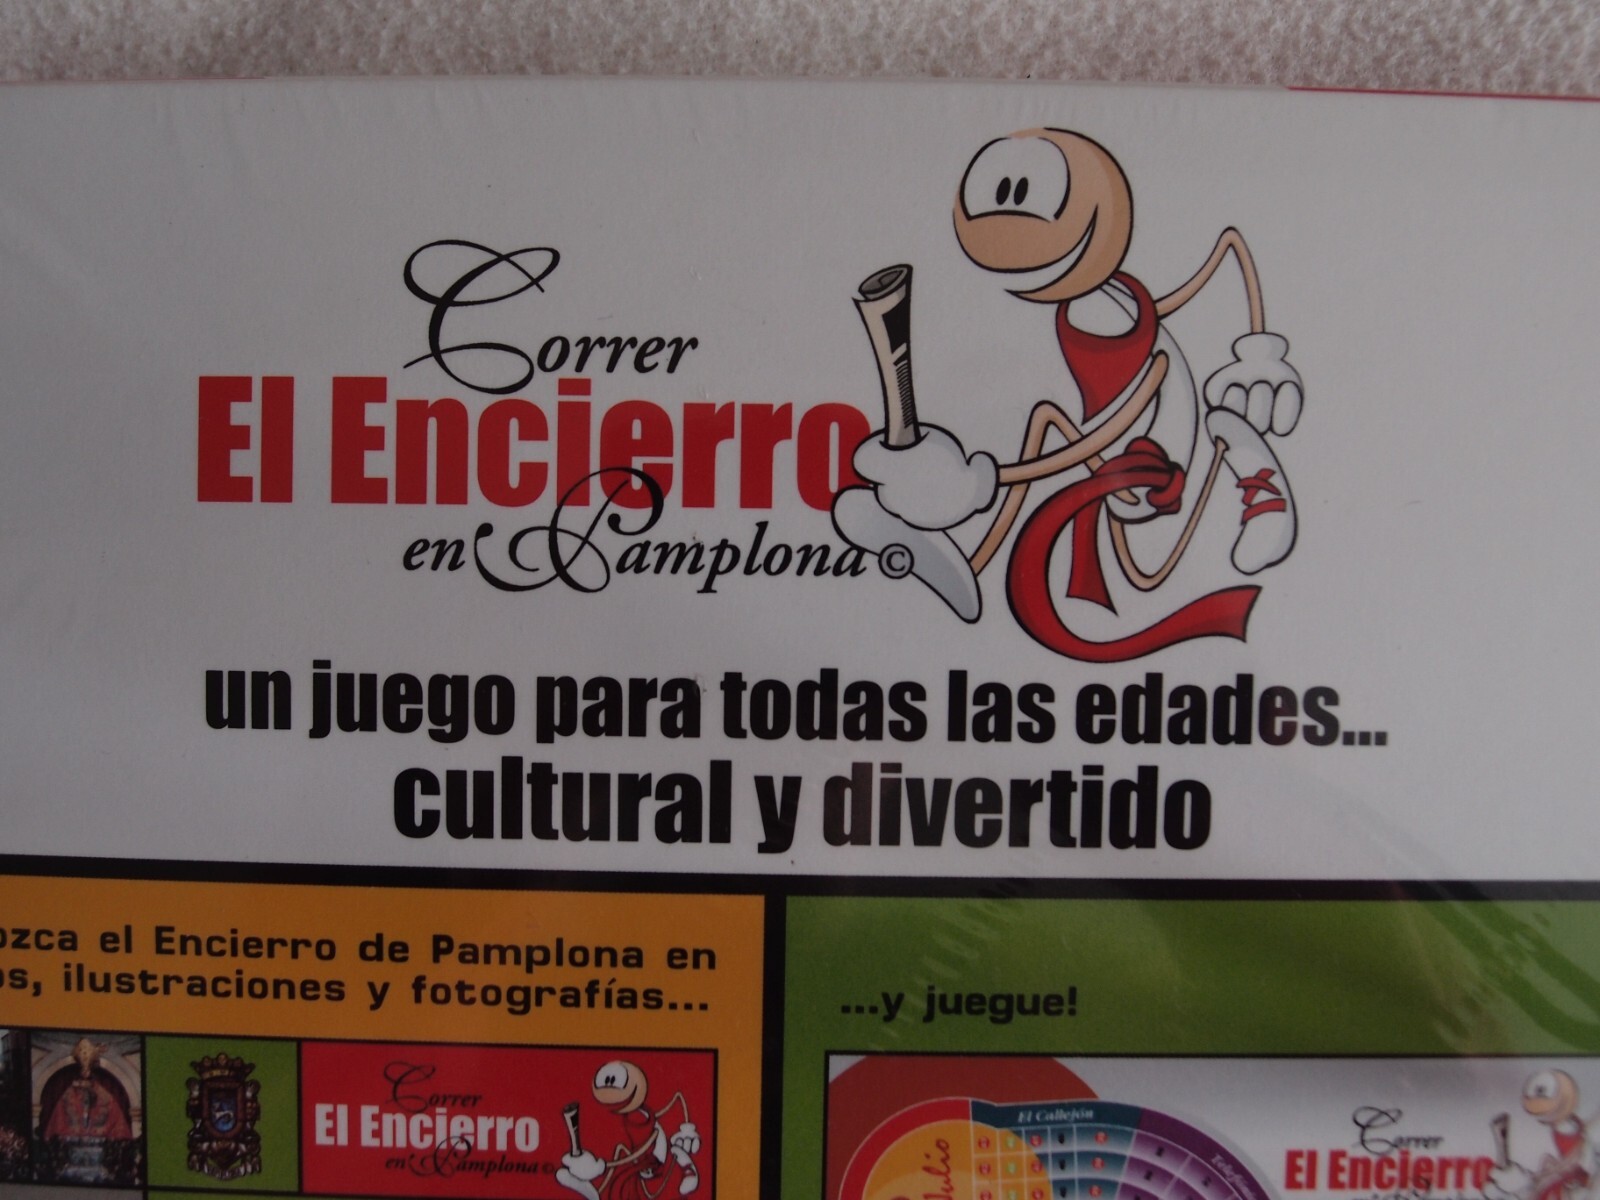 Correr
El Encierro
en Pamplona©
un juego para todas las edades...
cultural y divertido
ozca el Encierro de Pamplona en
os, ilustraciones y fotografías...
...y juegue!
Correr
El Encierro
en Pamplona©
El Callejón
Julio
Correr
El Encierro